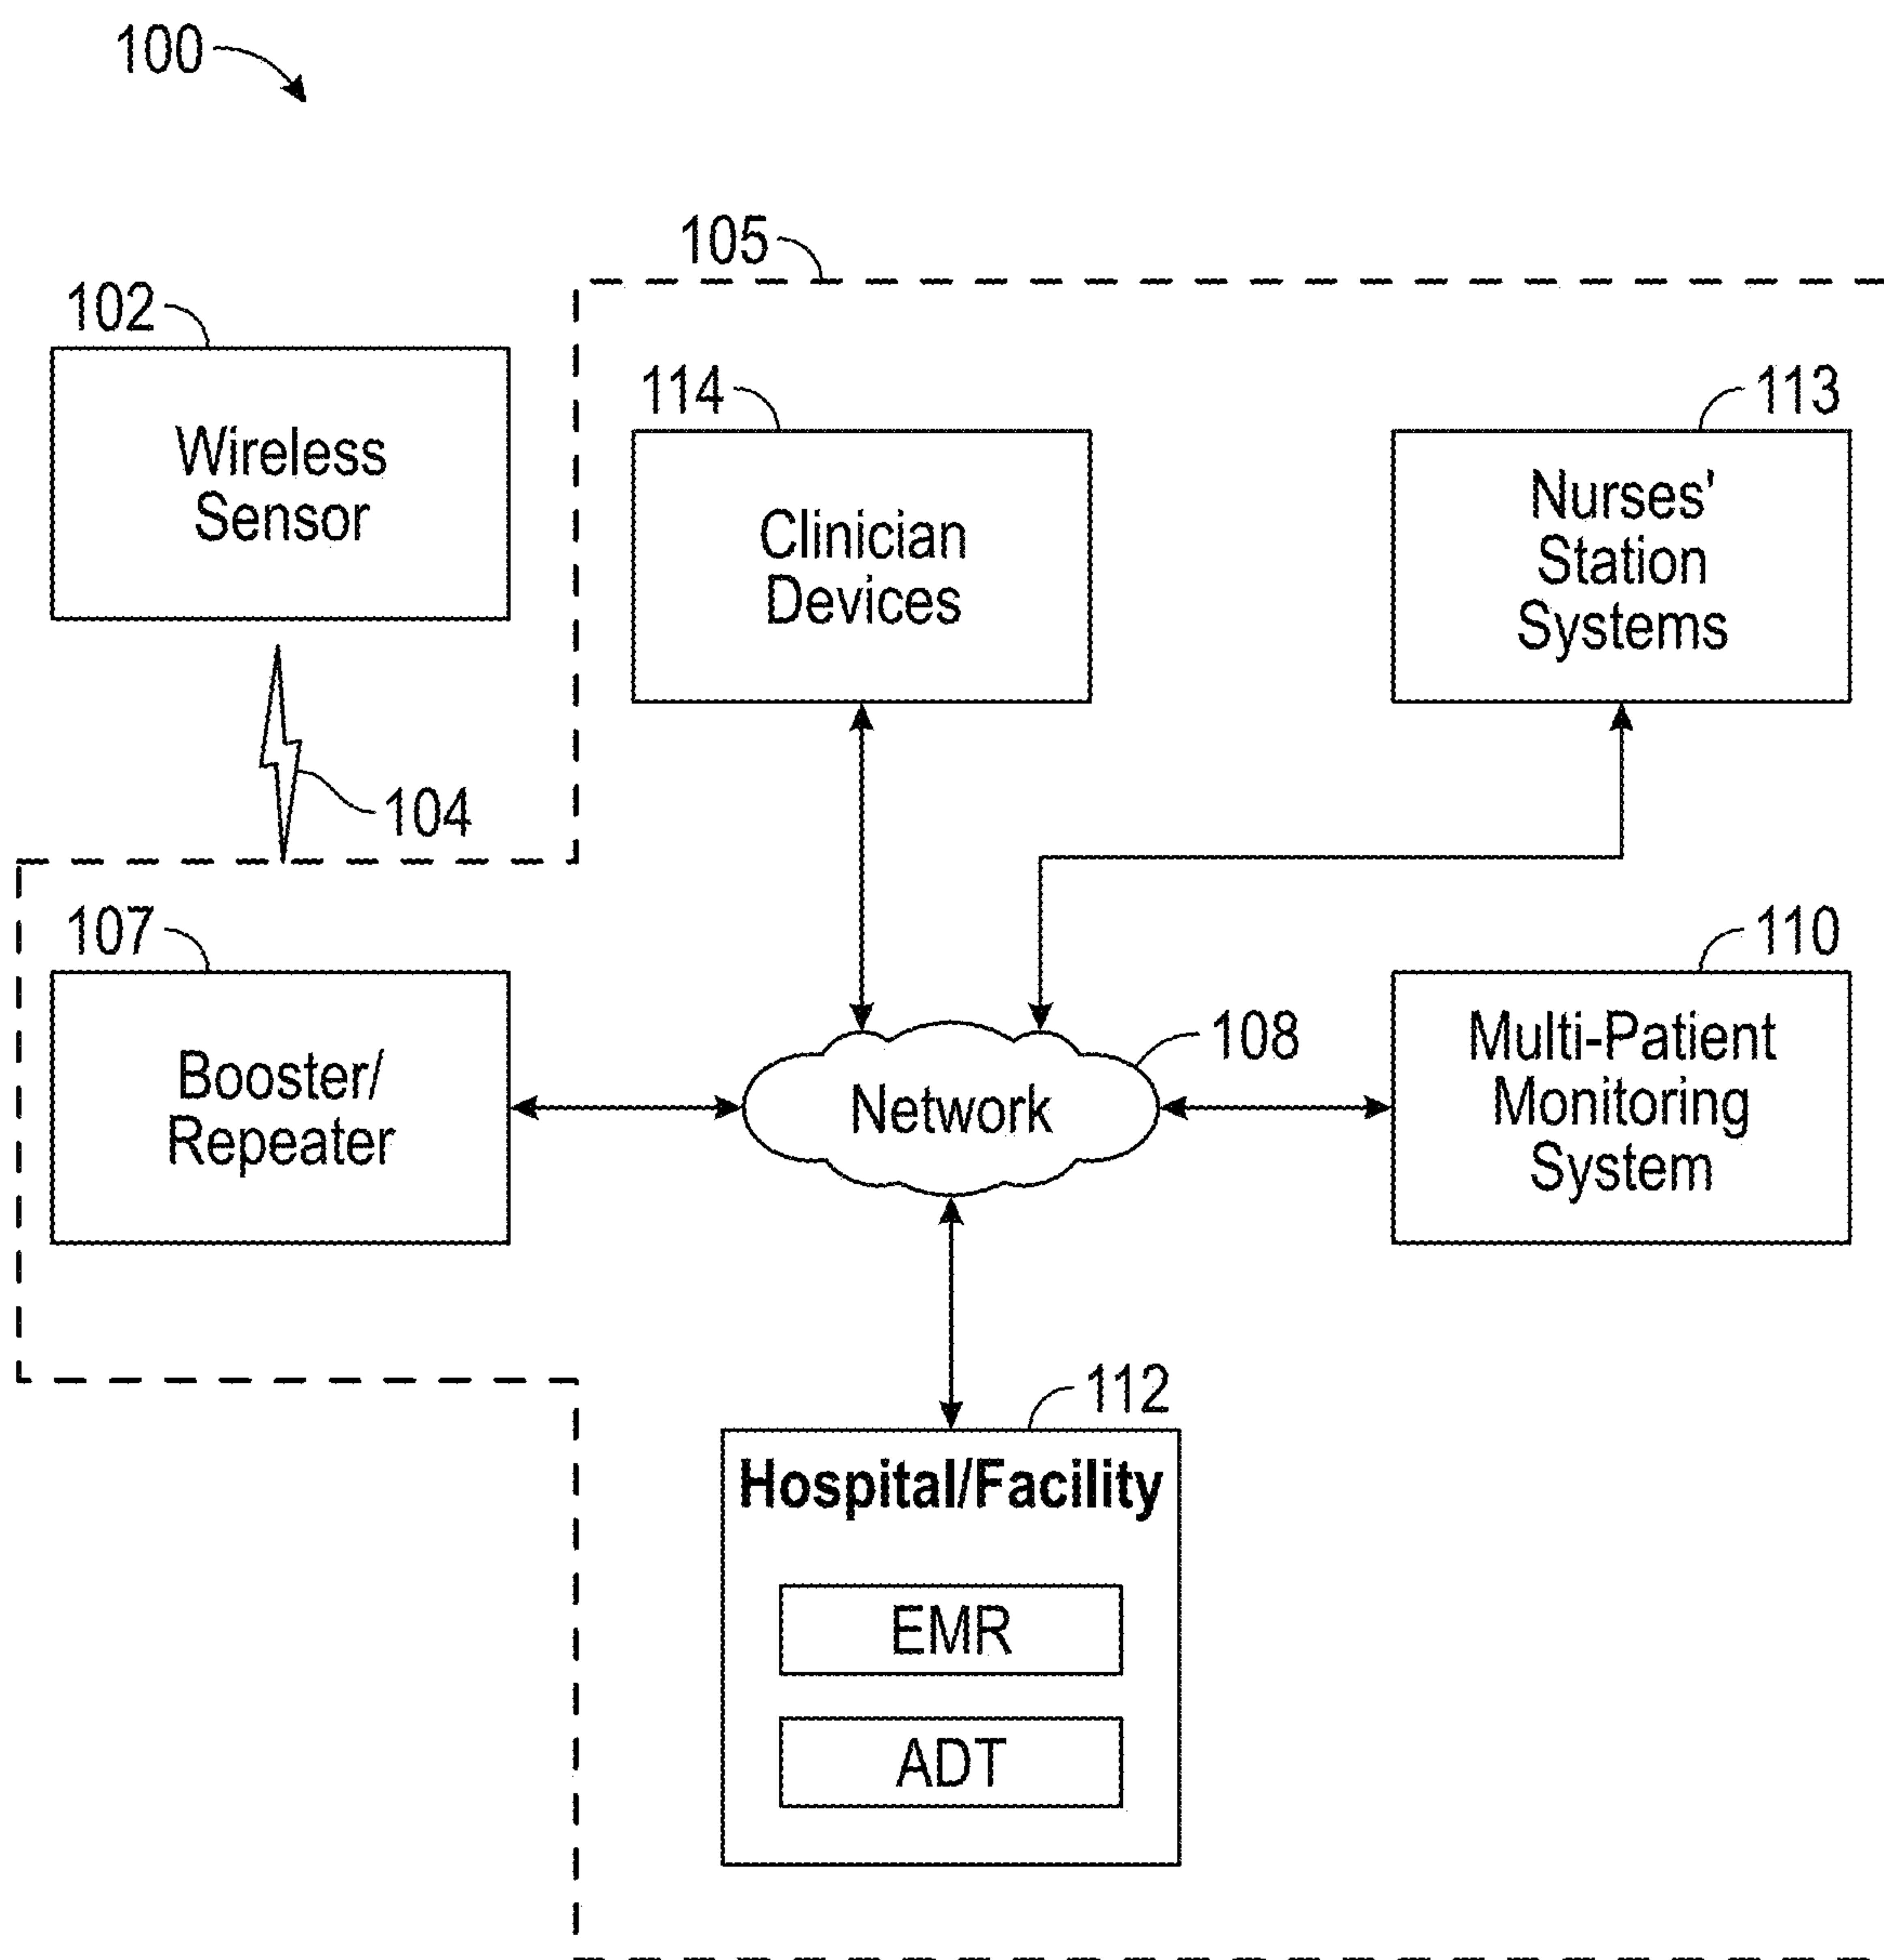 100
105
102
Wireless
Sensor
114
Clinician
Devices
113
Nurses'
Station
Systems
104
107
Booster/
Repeater
108
Network
110
Multi-Patient
Monitoring
System
112
Hospital/Facility
EMR
ADT